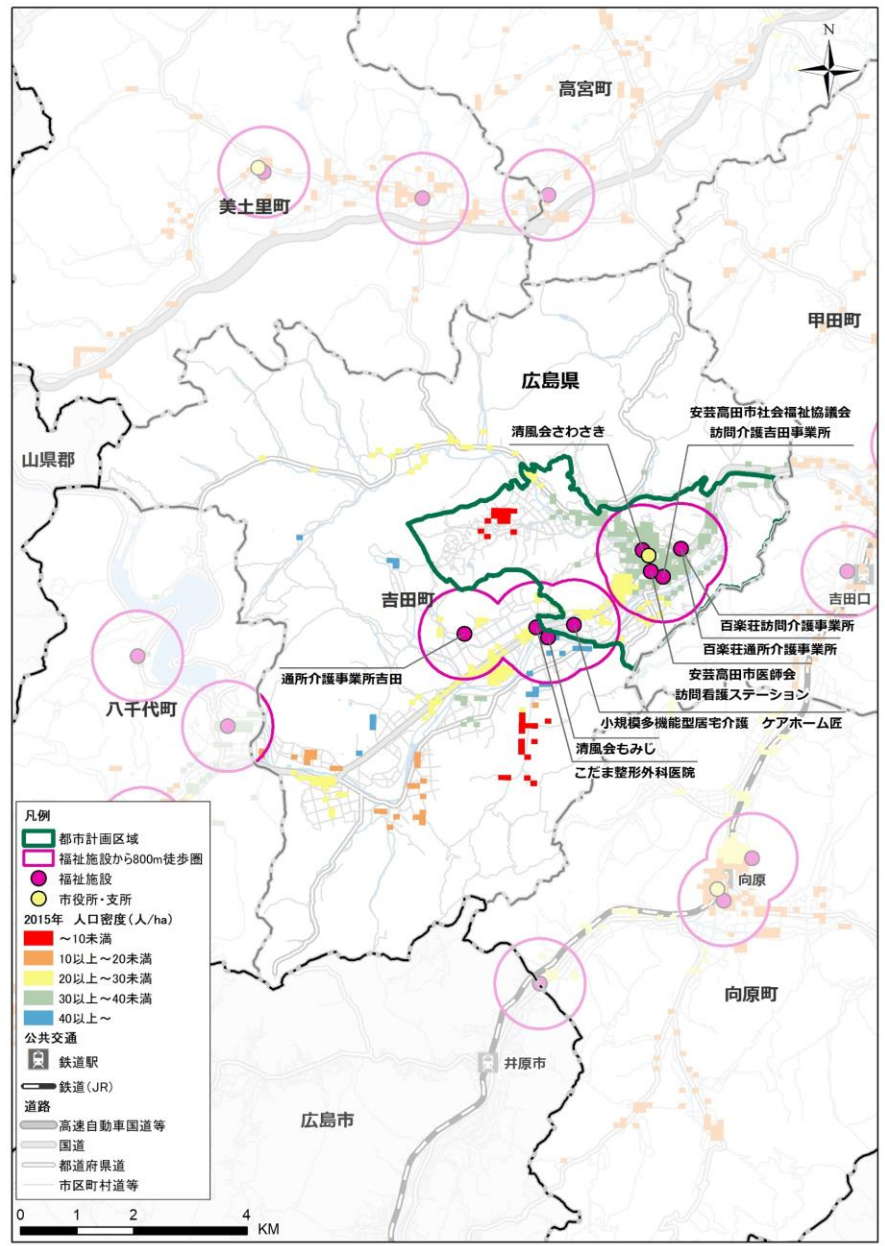 N
高宮町
美土里町
甲田町
広島県
安芸高田市社会福祉協議会
訪問介護吉田事業所
清風会さわさき
山県郡
吉田町
吉田口
百楽荘訪問介護事業所
百楽荘通所介護事業所
通所介護事業所吉田
安芸高田市医師会
訪問看護ステーション
八千代町
小規模多機能型居宅介護 ケアホーム匠
清風会もみじ
こだま整形外科医院
凡例
都市計画区域
福祉施設から800m徒歩圏
福祉施設
市役所・支所
2015年 人口密度(人/ha)
~10未満
10以上~20未満
20以上~30未満
30以上~40未満
40以上~
公共交通
鉄道駅
鉄道(JR)
道路
高速自動車国道等
国道
都道府県道
市区町村道等
向原
向原町
井原市
広島市
0 1 2 4
KM